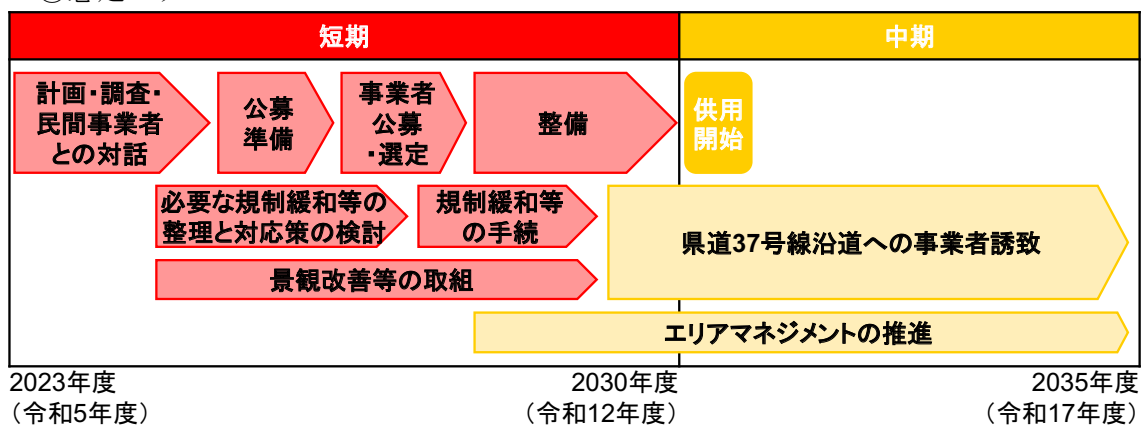 短期
中期
計画・調査・
民間事業者
との対話
公募
準備
事業者
公募
・選定
整備
供用
開始
必要な規制緩和等の
整理と対応策の検討
規制緩和等
の手続
県道37号線沿道への事業者誘致
景観改善等の取組
エリアマネジメントの推進
2023年度
（令和5年度）
2030年度
（令和12年度）
2035年度
（令和17年度）